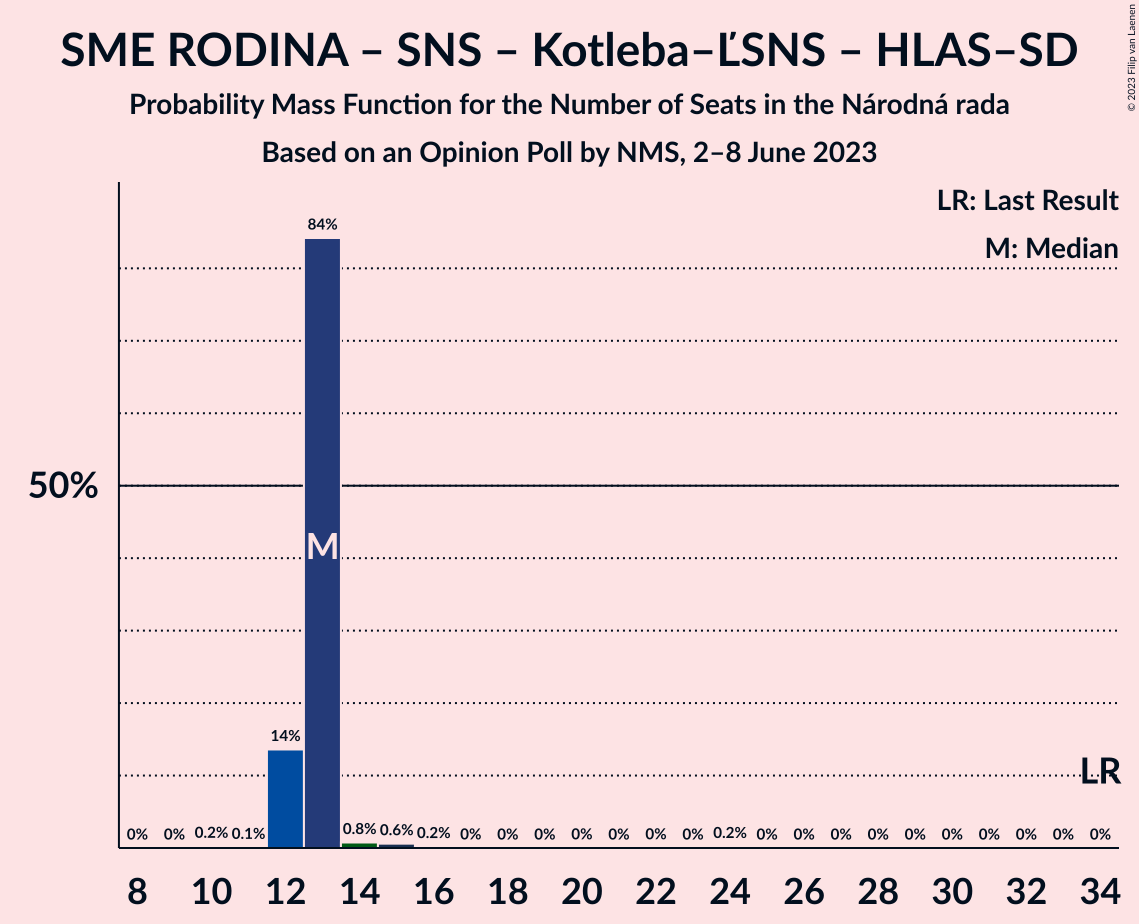 SME RODINA – SNS – Kotleba–ĽSNS – HLAS–SD
Probability Mass Function for the Number of Seats in the Národná rada
Based on an Opinion Poll by NMS, 2–8 June 2023
© 2023 Filip van Laenen
LR: Last Result
M: Median
84%
50%
M
14%
LR
0% 0% 0.2% 0.1% 0.8% 0.6% 0.2% 0% 0% 0% 0% 0% 0% 0% 0.2% 0% 0% 0% 0% 0% 0% 0% 0% 0% 0%
8 10 12 14 16 18 20 22 24 26 28 30 32 34